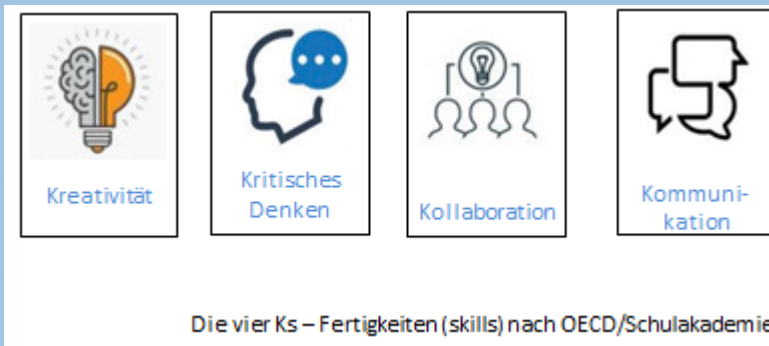 Kreativität
Kritisches
Denken
Kollaboration
Kommuni-
kation
Die vier Ks – Fertigkeiten (skills) nach OECD/Schulakademie